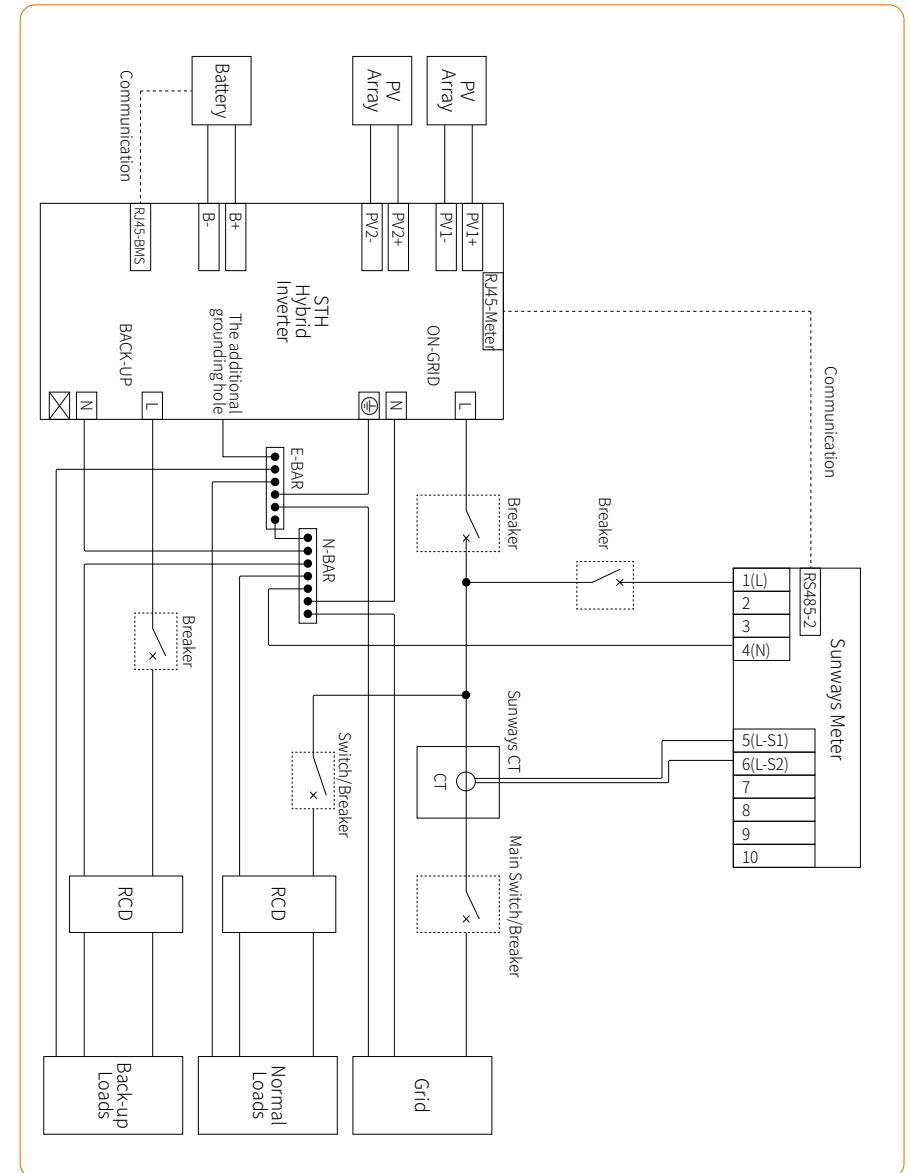 Battery
PV
Array
PV
Array
Communication
RJ45-BMS
B-
B+
PV2-
PV2+
PV1-
PV1+
RJ45-Meter
STH
Hybrid
Inverter
The additional
grounding hole
BACK-UP
ON-GRID
N
L
N
L
Communication
E-BAR
N-BAR
Breaker
Breaker
Breaker
RS485-2
1(L)
2
3
4(N)
Sunways Meter
5(L-S1)
6(L-S2)
7
8
9
10
Sunways CT
CT
Switch/Breaker
Main Switch/Breaker
RCD
RCD
Back-up
Loads
Normal
Loads
Grid